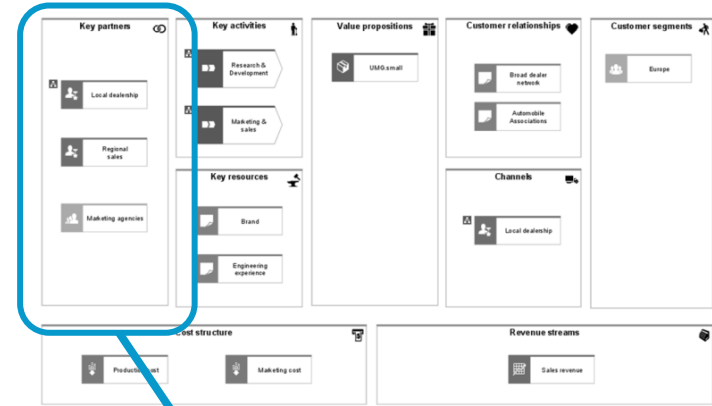 Key partners
Local dealership
Regional
sales
Marketing agencies
Key activities
Research &
Development
Marketing &
sales
Key resources
Brand
Engineering
experience
Value propositions
UMG.small
Customer relationships
Broad dealer
network
Automobile
Associations
Channels
Local dealership
Customer segments
Europe
Cost structure
Production cost
Marketing cost
Revenue streams
Sales revenue